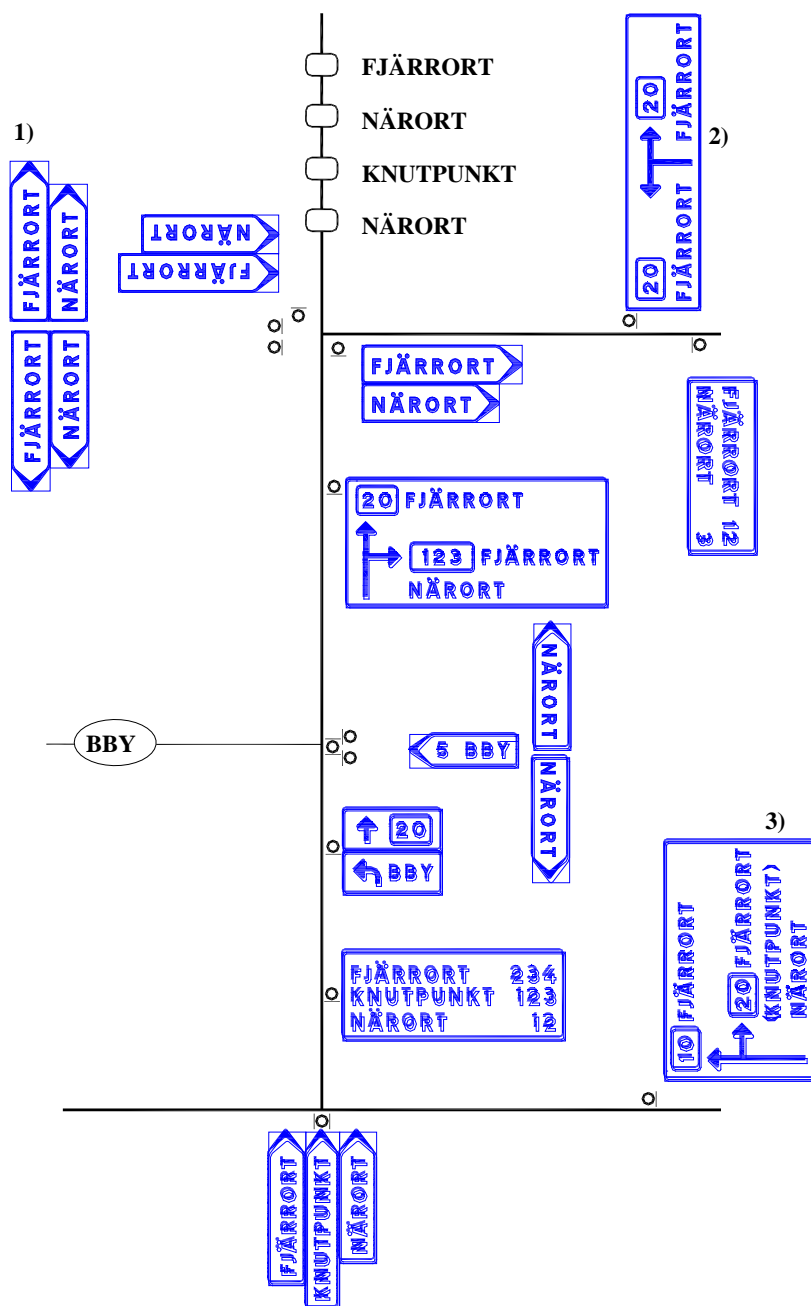 FJÄRRORT
NÄRORT
KNUTPUNKT
NÄRORT
1)
FJÄRRORT
NÄRORT
FJÄRRORT
NÄRORT
NÄRORT
FJÄRRORT
2)
20 20
FJÄRRORT FJÄRRORT
FJÄRRORT
NÄRORT
FJÄRRORT 12
NÄRORT 3
20 FJÄRRORT
123 FJÄRRORT
NÄRORT
NÄRORT
NÄRORT
BBY
5 BBY
20
BBY
3)
10 FJÄRRORT
20 FJÄRRORT
(KNUTPUNKT)
NÄRORT
FJÄRRORT 234
KNUTPUNKT 123
NÄRORT 12
FJÄRRORT
KNUTPUNKT
NÄRORT